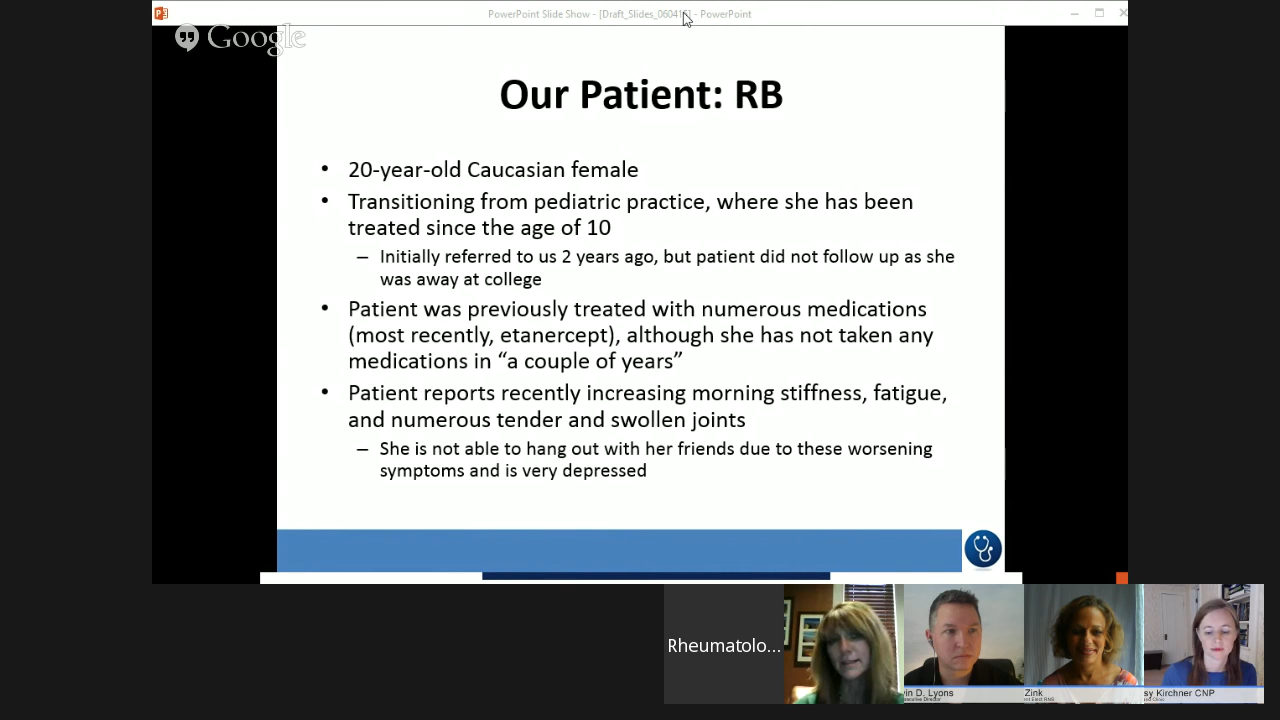 PowerPoint Slide Show - [Draft_Slides_06041 ] - PowerPoint
Google
Our Patient: RB
• 20-year-old Caucasian female
• Transitioning from pediatric practice, where she has been
treated since the age of 10
– Initially referred to us 2 years ago, but patient did not follow up as she
was away at college
• Patient was previously treated with numerous medications
(most recently, etanercept), although she has not taken any
medications in “a couple of years”
• Patient reports recently increasing morning stiffness, fatigue,
and numerous tender and swollen joints
– She is not able to hang out with her friends due to these worsening
symptoms and is very depressed
Rheumatolo...
vin D. Lyons
Zink
sy Kirchner CNP